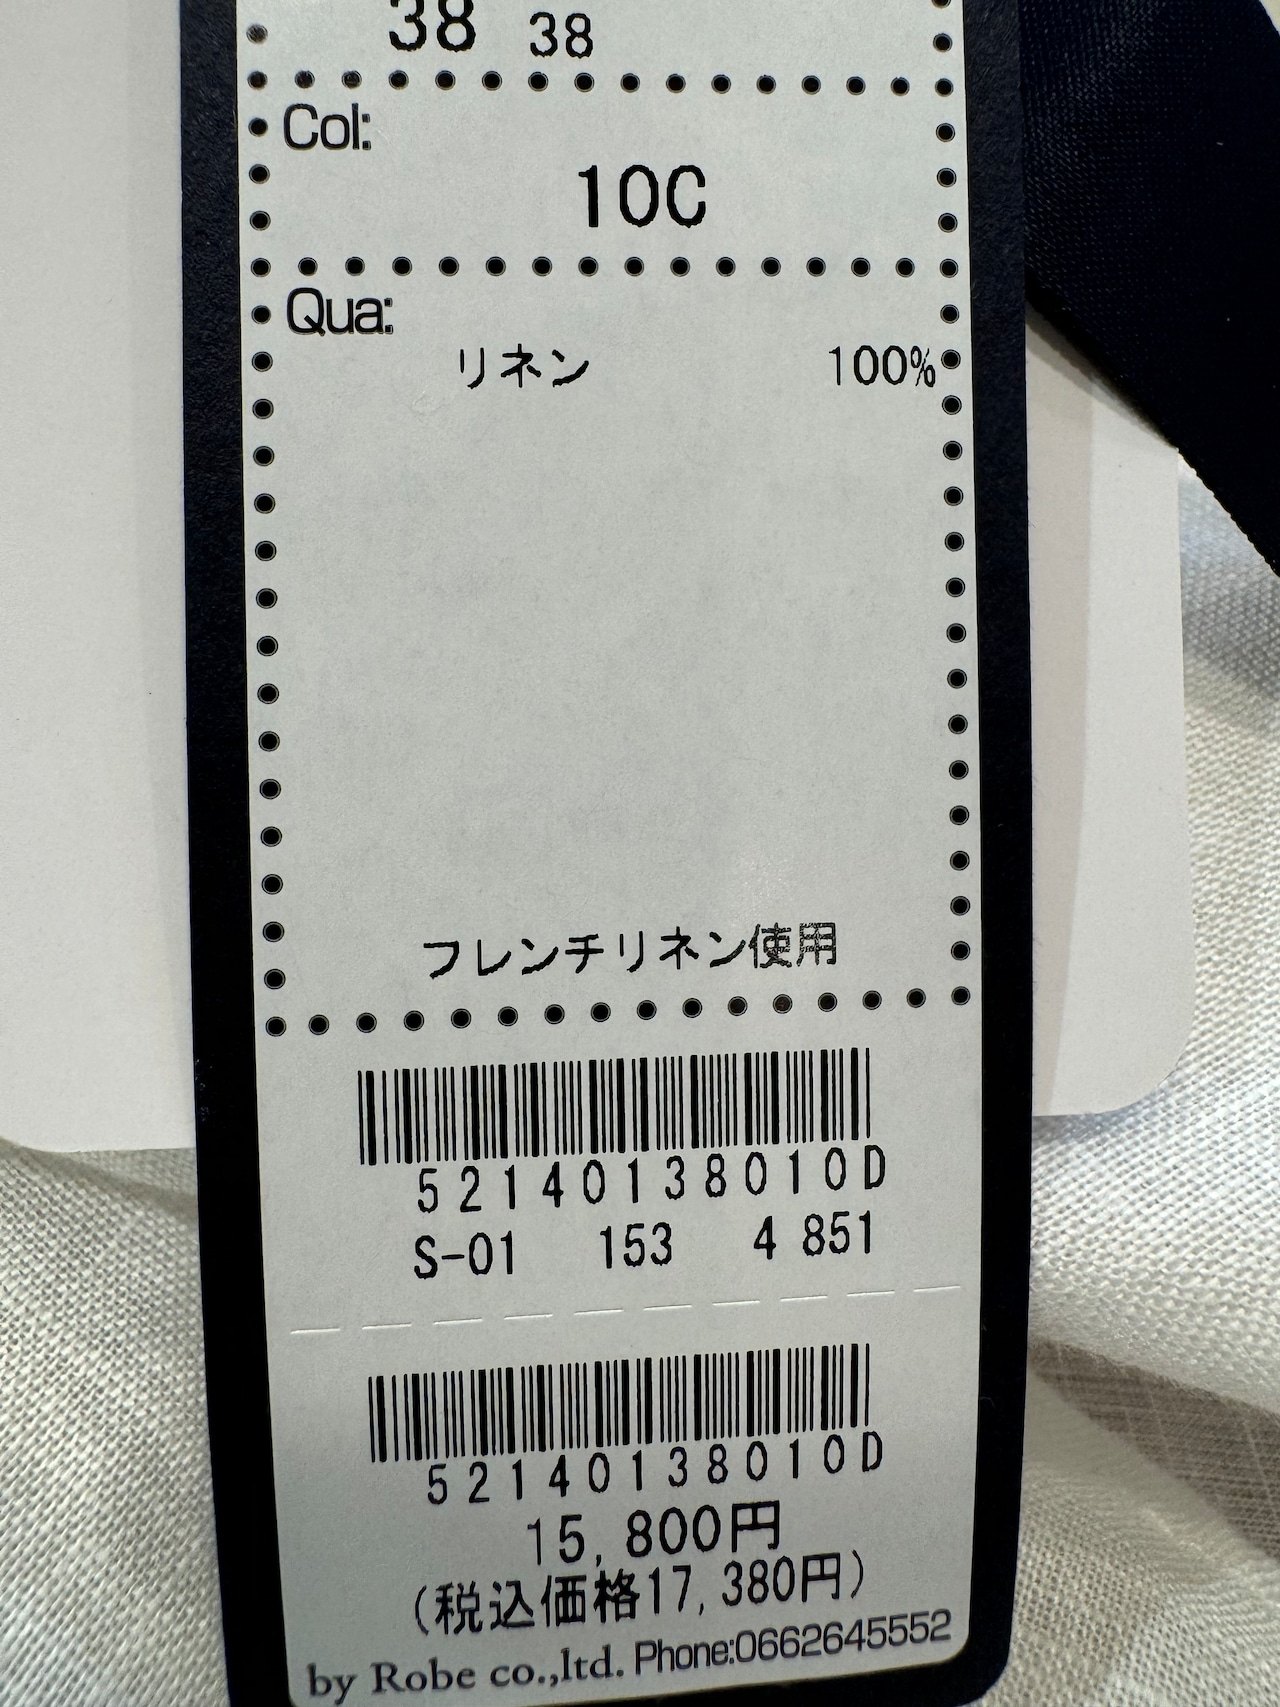 38 38
Col:
10C
Qua:
リネン 100%
フレンチリネン使用
52140138010D
S-01 153 4 851
52140138010D
15,800円
(税込価格17,380円)
by Robe co.,ltd. Phone:0662645552